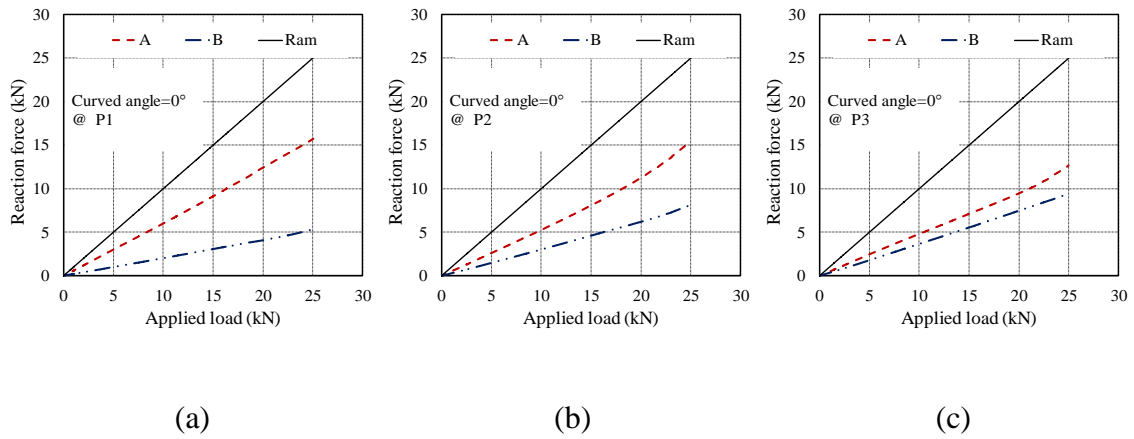 30
25
20
15
10
5
0
A B Ram
Curved angle=0°
@ P1
Reaction force (kN)
0 5 10 15 20 25 30
Applied load (kN)
(a)
30
25
20
15
10
5
0
A B Ram
Curved angle=0°
@ P2
Reaction force (kN)
0 5 10 15 20 25 30
Applied load (kN)
(b)
30
25
20
15
10
5
0
A B Ram
Curved angle=0°
@ P3
Reaction force (kN)
0 5 10 15 20 25 30
Applied load (kN)
(c)